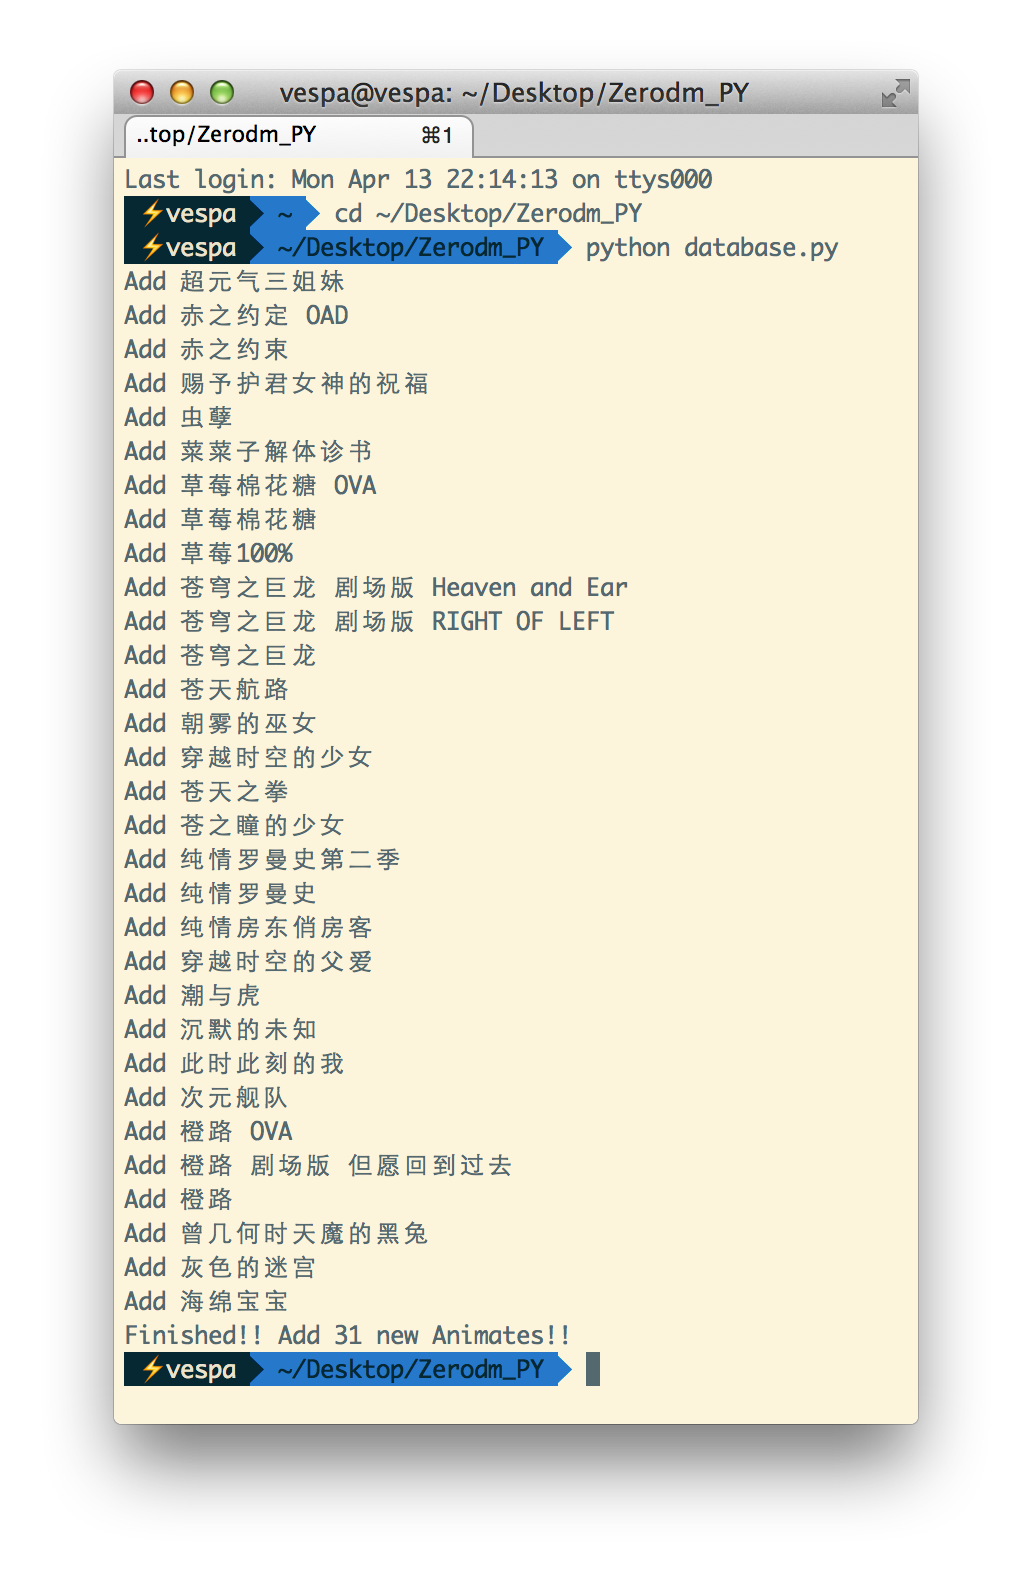 vespa@vespa: ~/Desktop/Zerodm_PY
..top/Zerodm_PY ⌘1
Last login: Mon Apr 13 22:14:13 on ttys000
⚡vespa ~ cd ~/Desktop/Zerodm_PY
⚡vespa ~/Desktop/Zerodm_PY python database.py
Add 超元气三姐妹
Add 赤之约定 OAD
Add 赤之约束
Add 赐予护君女神的祝福
Add 虫孽
Add 菜菜子解体诊书
Add 草莓棉花糖 OVA
Add 草莓棉花糖
Add 草莓100%
Add 苍穹之巨龙 剧场版 Heaven and Ear
Add 苍穹之巨龙 剧场版 RIGHT OF LEFT
Add 苍穹之巨龙
Add 苍天航路
Add 朝雾的巫女
Add 穿越时空的少女
Add 苍天之拳
Add 苍之瞳的少女
Add 纯情罗曼史第二季
Add 纯情罗曼史
Add 纯情房东俏房客
Add 穿越时空的父爱
Add 潮与虎
Add 沉默的未知
Add 此时此刻的我
Add 次元舰队
Add 橙路 OVA
Add 橙路 剧场版 但愿回到过去
Add 橙路
Add 曾几何时天魔的黑兔
Add 灰色的迷宫
Add 海绵宝宝
Finished!! Add 31 new Animates!!
⚡vespa ~/Desktop/Zerodm_PY